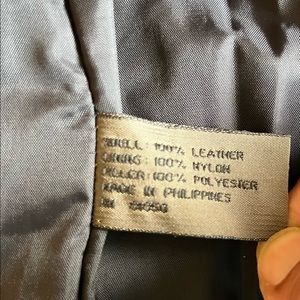 SHELL: 100% LEATHER
LINING: 100% NYLON
FILLER: 100% POLYESTER
MADE IN PHILIPPINES
RN